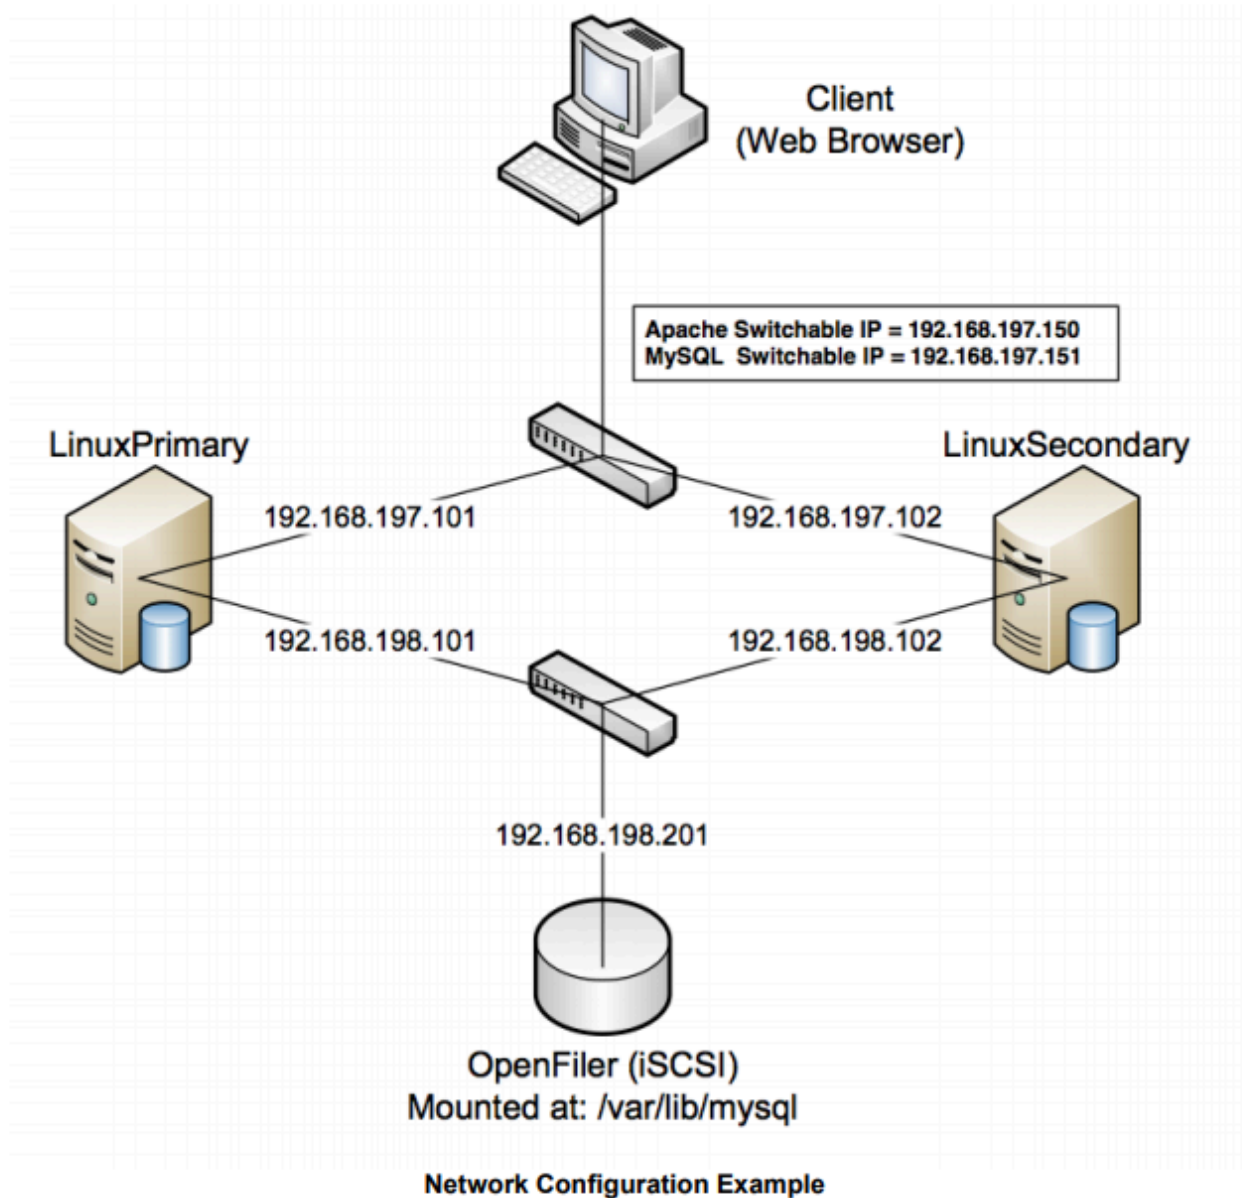 Client
(Web Browser)
Apache Switchable IP = 192.168.197.150
MySQL  Switchable IP = 192.168.197.151
LinuxPrimary
LinuxSecondary
192.168.197.101
192.168.197.102
192.168.198.101
192.168.198.102
192.168.198.201
OpenFiler (iSCSI)
Mounted at: /var/lib/mysql
Network Configuration Example